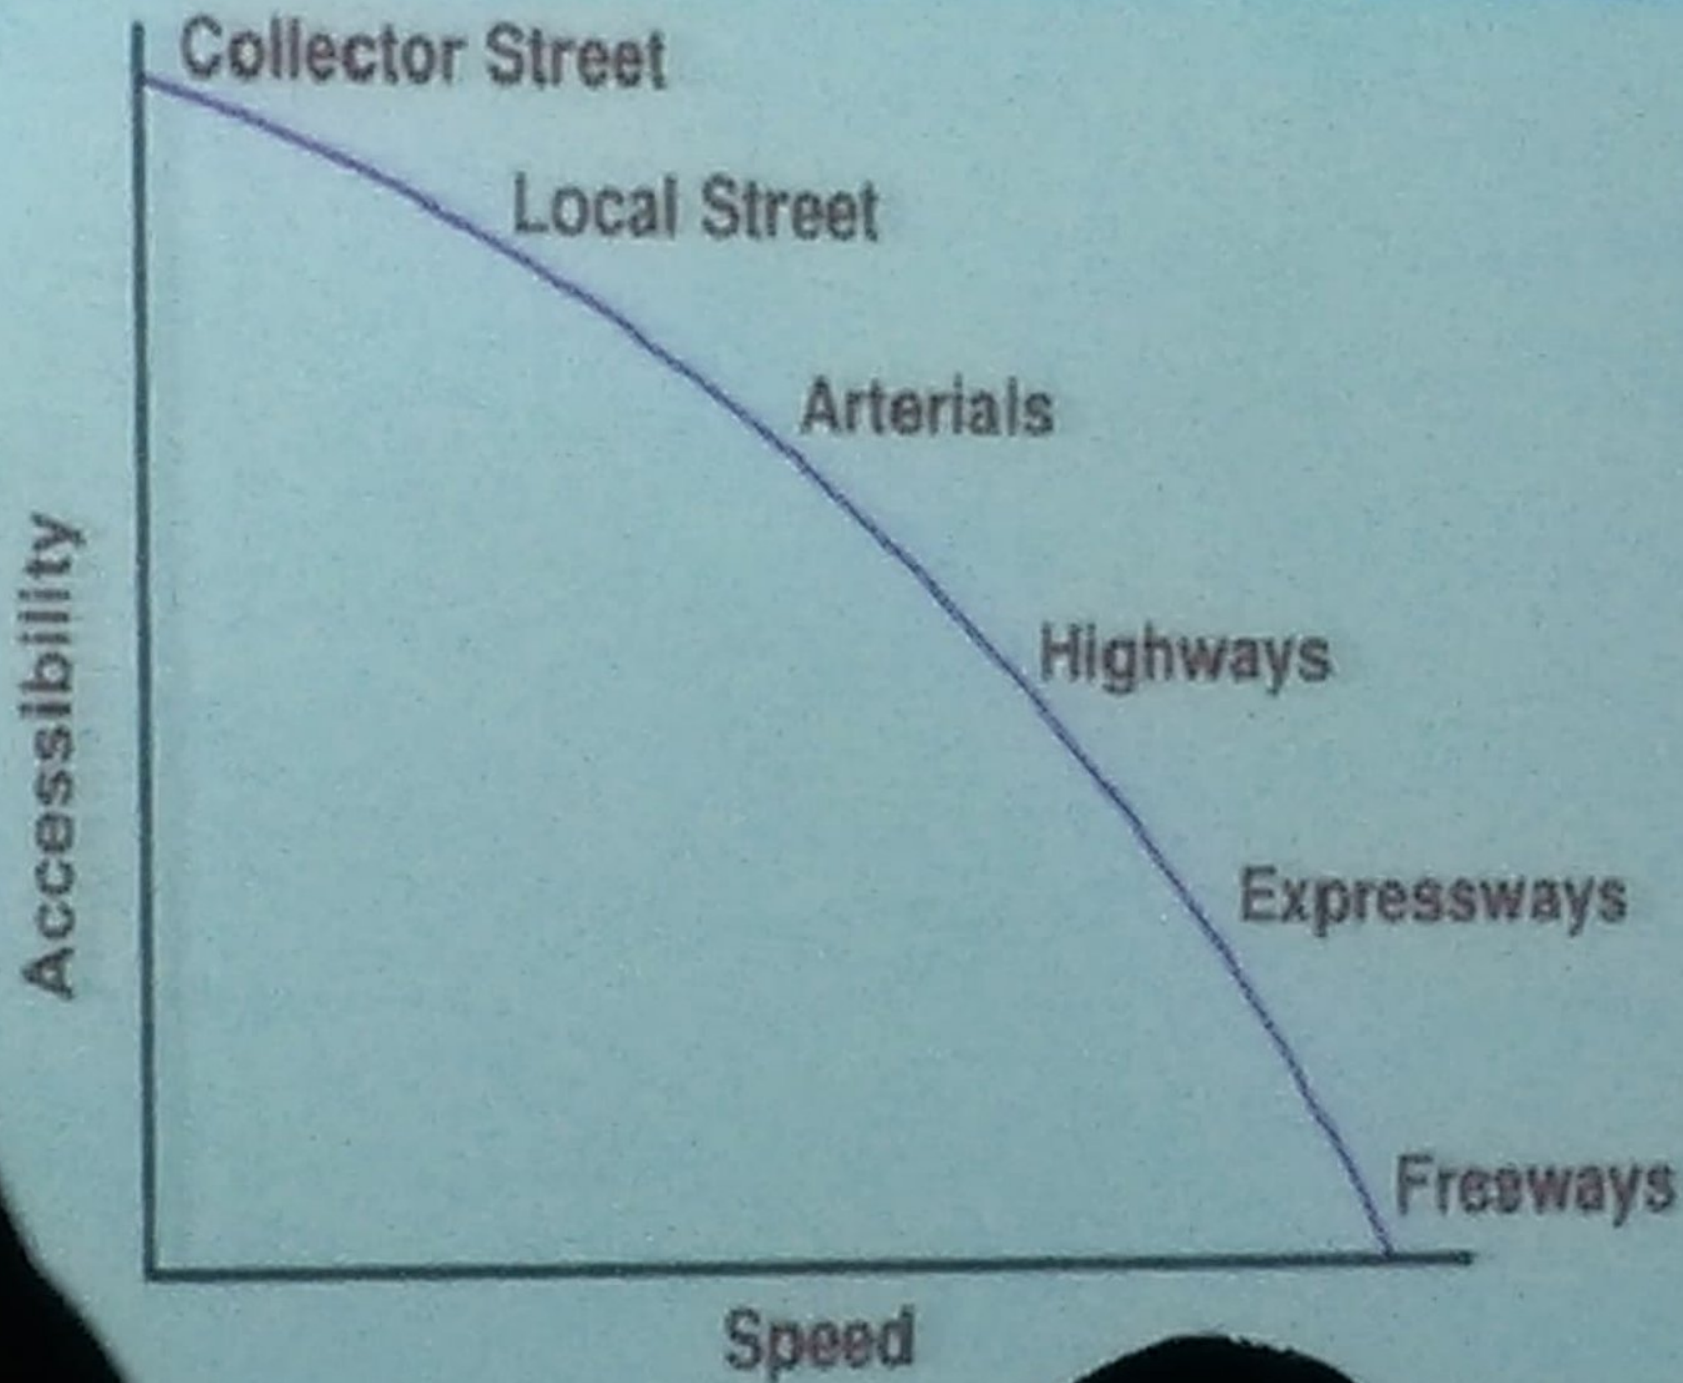 Collector Street
Local Street
Arterials
Highways
Expressways
Freeways
Accessibility
Speed